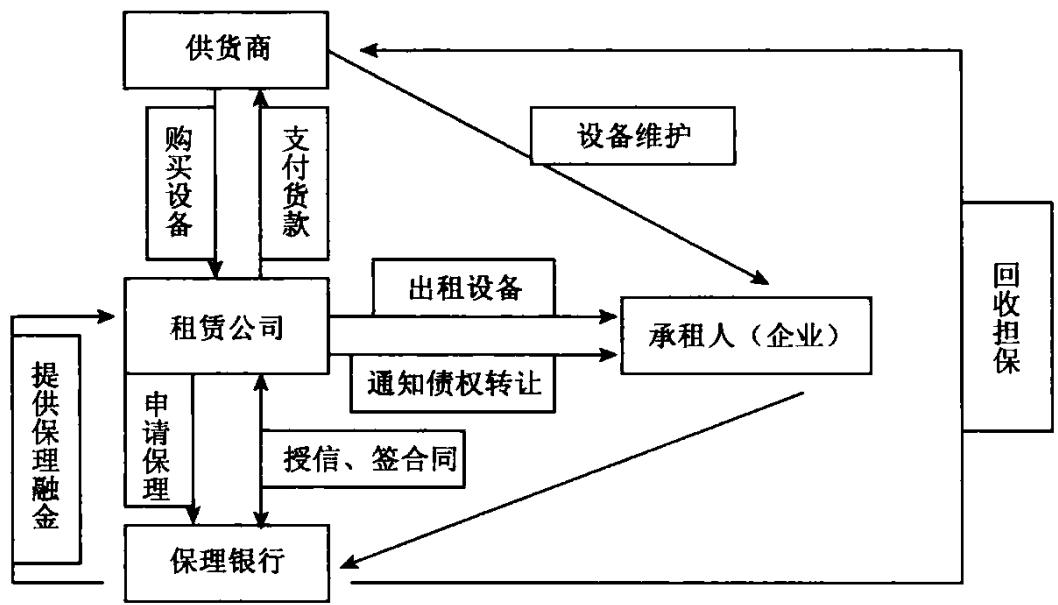 供货商
购买设备
支付货款
设备维护
回收担保
出租设备
租赁公司
承租人（企业）
通知债权转让
提供保理融金
申请保理
授信、签合同
保理银行